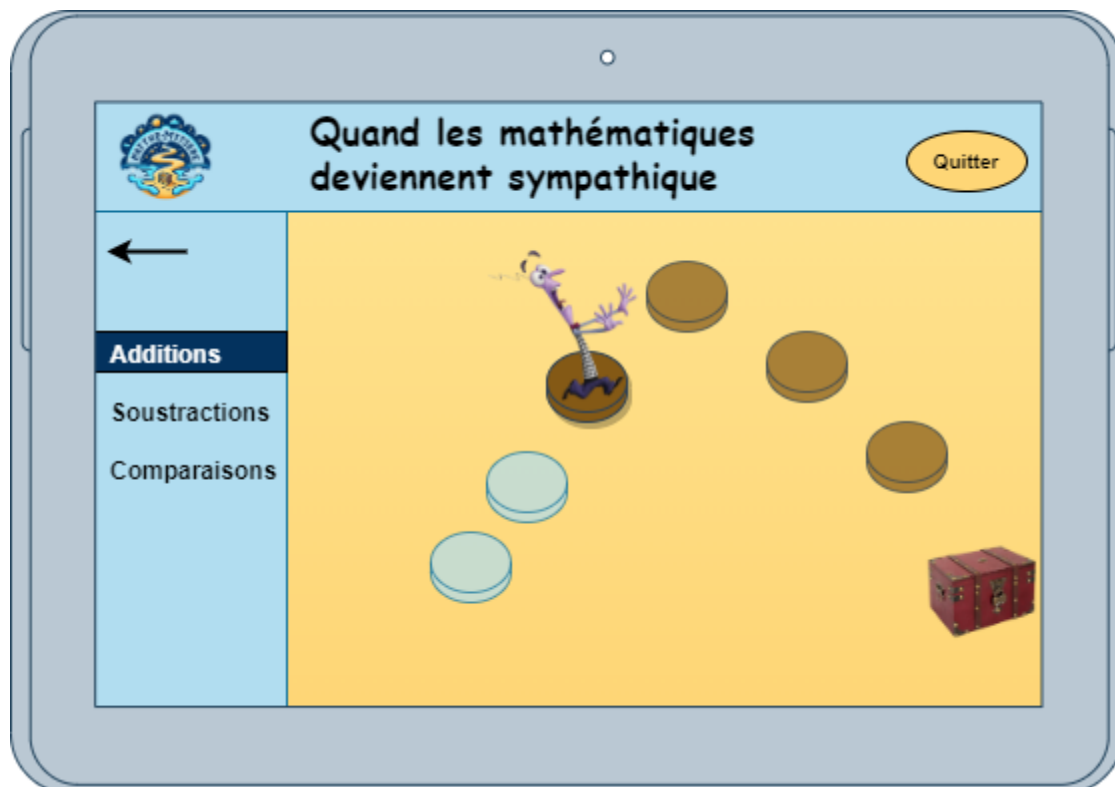 Quand les mathématiques
deviennent sympathique
Quitter
Additions
Soustractions
Comparaisons